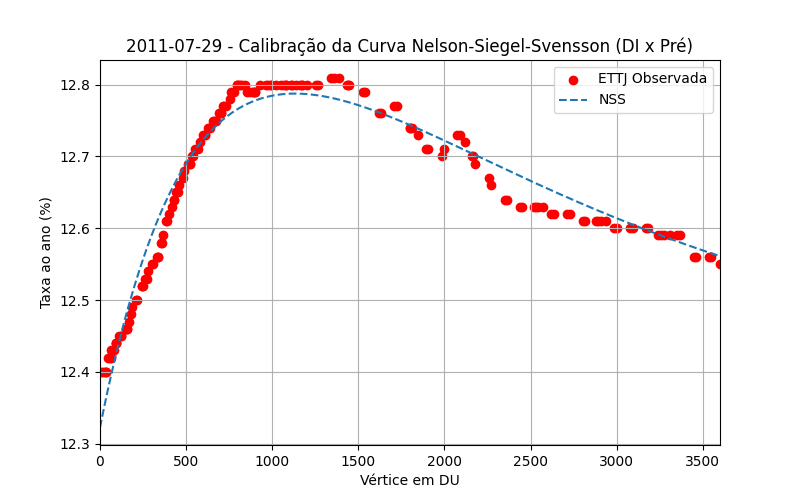 2011-07-29 - Calibração da Curva Nelson-Siegel-Svensson (DI x Pré)
ETTJ Observada
NSS
Taxa ao ano (%)
12.8
12.7
12.6
12.5
12.4
12.3
0 500 1000 1500 2000 2500 3000 3500
Vértice em DU